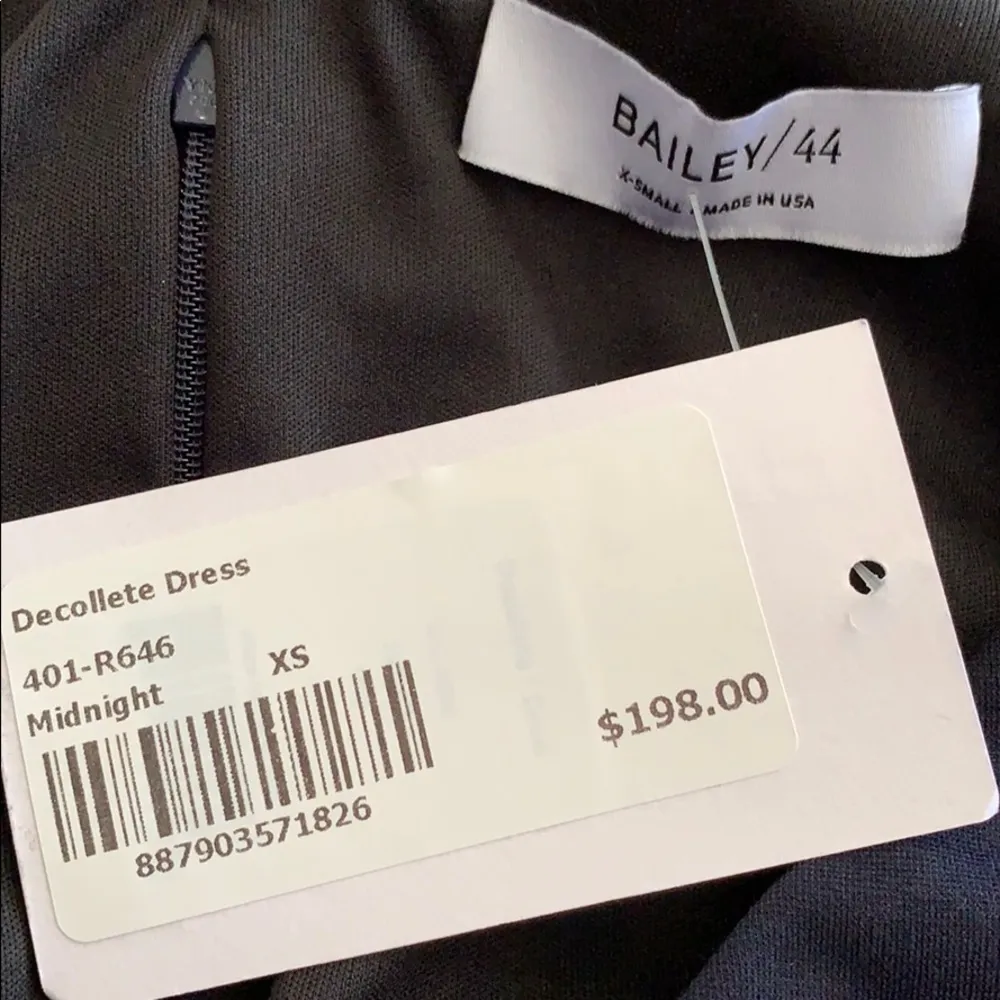 BAILEY/44
X-SMALL MADE IN USA
Decollete Dress
401-R646 XS
Midnight
$198.00
887903571826